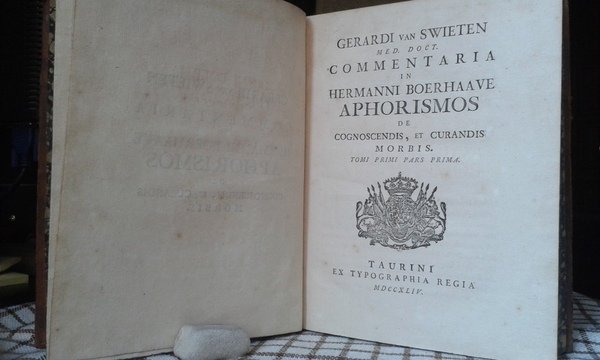 GERARDI VAN SWIETEN
MED. DOCT.
COMMENTARIA
IN
HERMANNI BOERHAAVE
APHORISMOS
DE
COGNOSCENDIS, ET CURANDIS
MORBIS.
TOMI PRIMI PARS PRIMA.
TAURINI
EX TYPOGRAPHIA REGIA
MDCCXLIV.